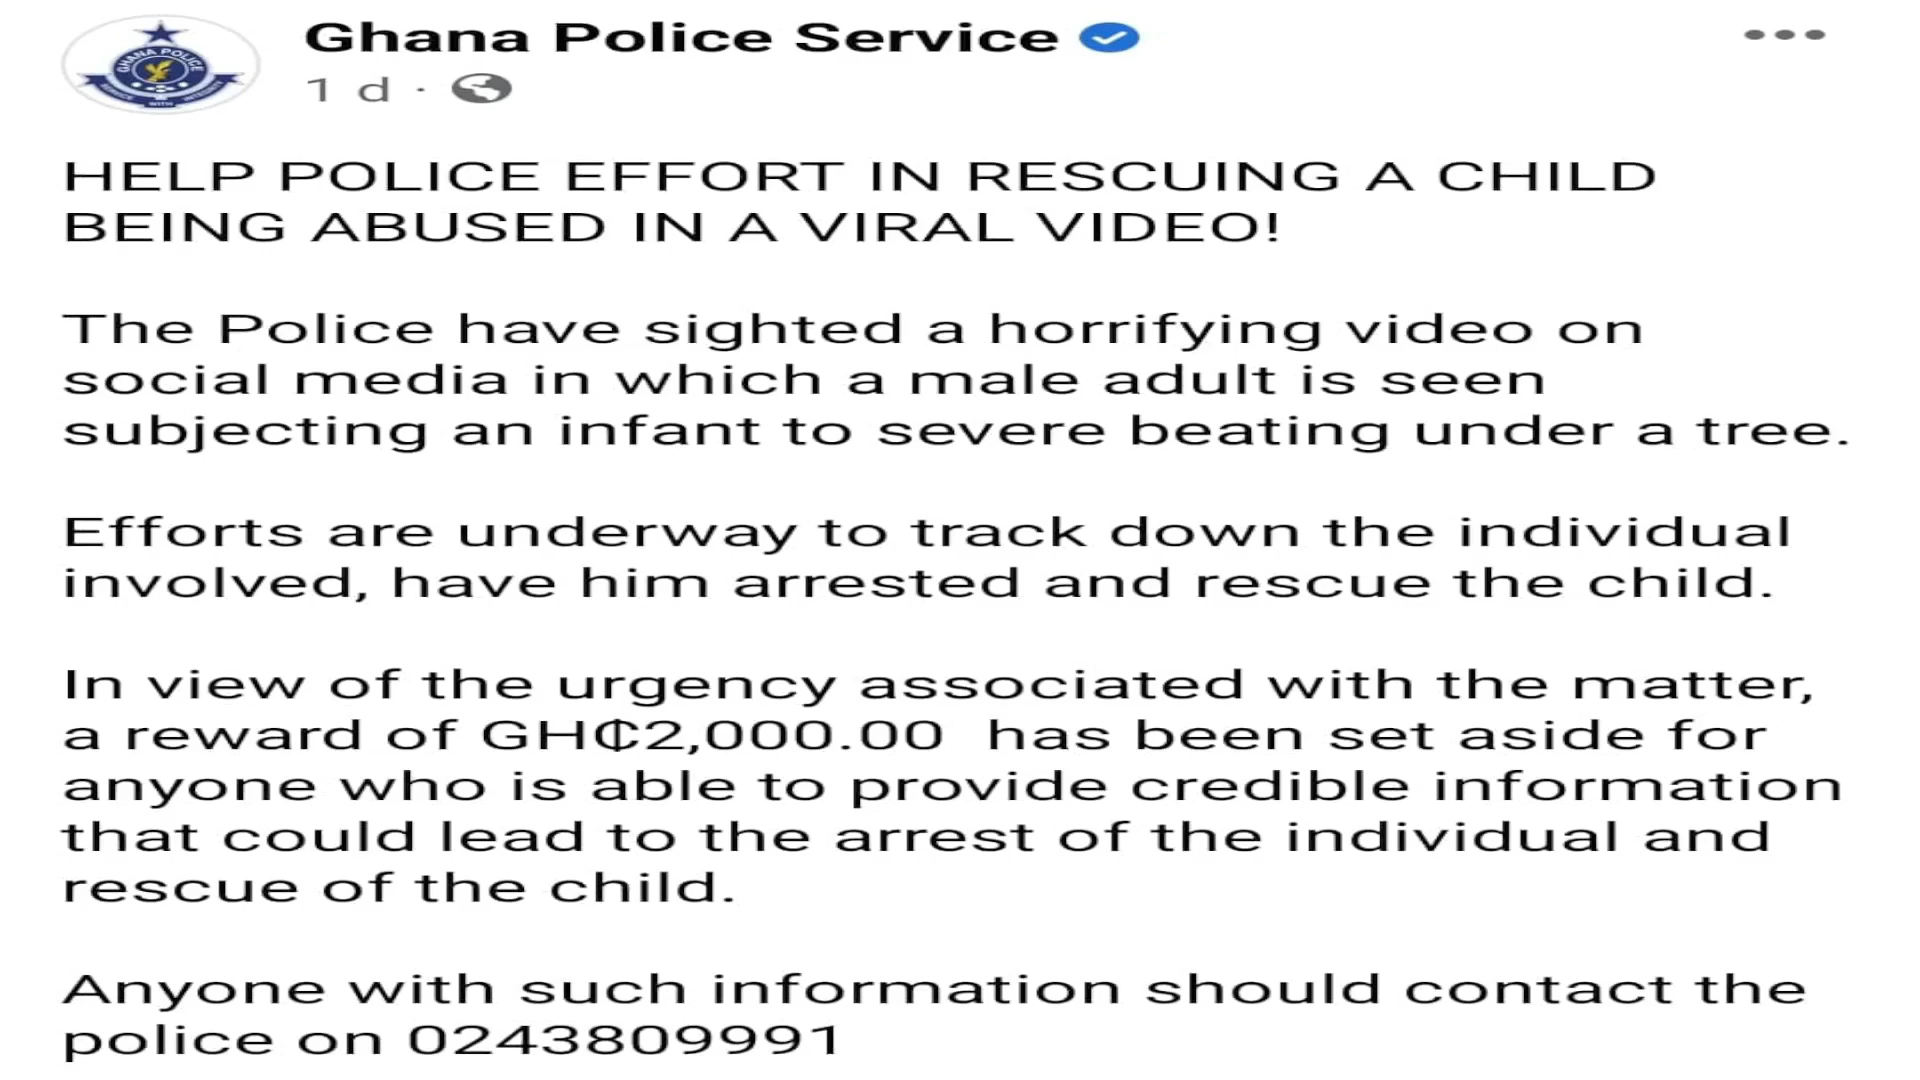 Ghana Police Service
1 d ·
HELP POLICE EFFORT IN RESCUING A CHILD
BEING ABUSED IN A VIRAL VIDEO!
The Police have sighted a horrifying video on
social media in which a male adult is seen
subjecting an infant to severe beating under a tree.
Efforts are underway to track down the individual
involved, have him arrested and rescue the child.
In view of the urgency associated with the matter,
a reward of GH₵2,000.00  has been set aside for
anyone who is able to provide credible information
that could lead to the arrest of the individual and
rescue of the child.
Anyone with such information should contact the
police on 0243809991
GHANA POLICE
SERVICE WITH INTEGRITY